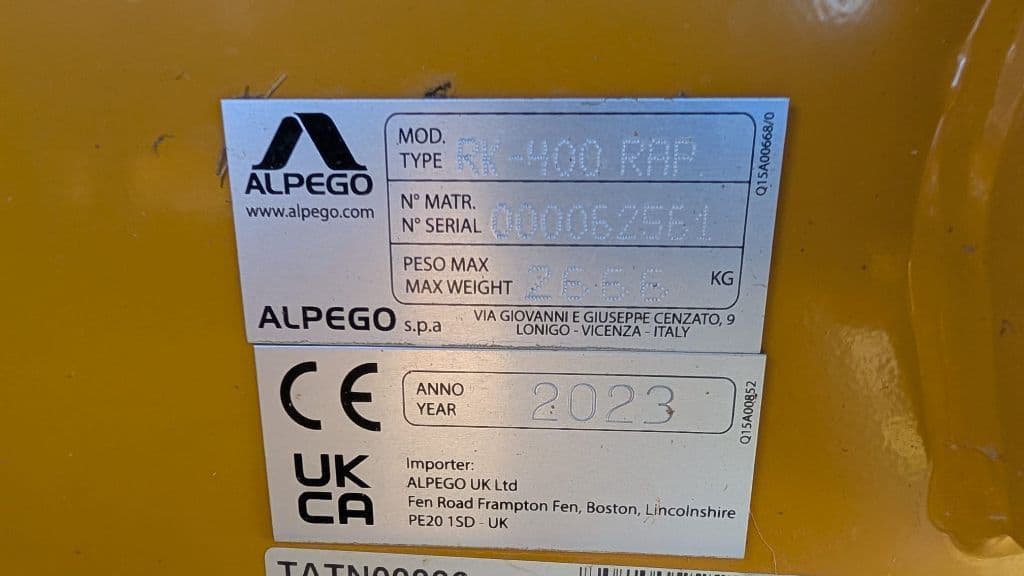 ALPEGO
www.alpego.com
MOD.
TYPE RK-400 RAP.
N° MATR.
N° SERIAL 000062561
PESO MAX
MAX WEIGHT 2666 KG
Q15A00668/0
ALPEGO s.p.a
VIA GIOVANNI E GIUSEPPE CENZATO, 9
LONIGO - VICENZA - ITALY
CE
ANNO
YEAR 2023
Q15A00852
UK
CA
Importer:
ALPEGO UK Ltd
Fen Road Frampton Fen, Boston, Lincolnshire
PE20 1SD - UK